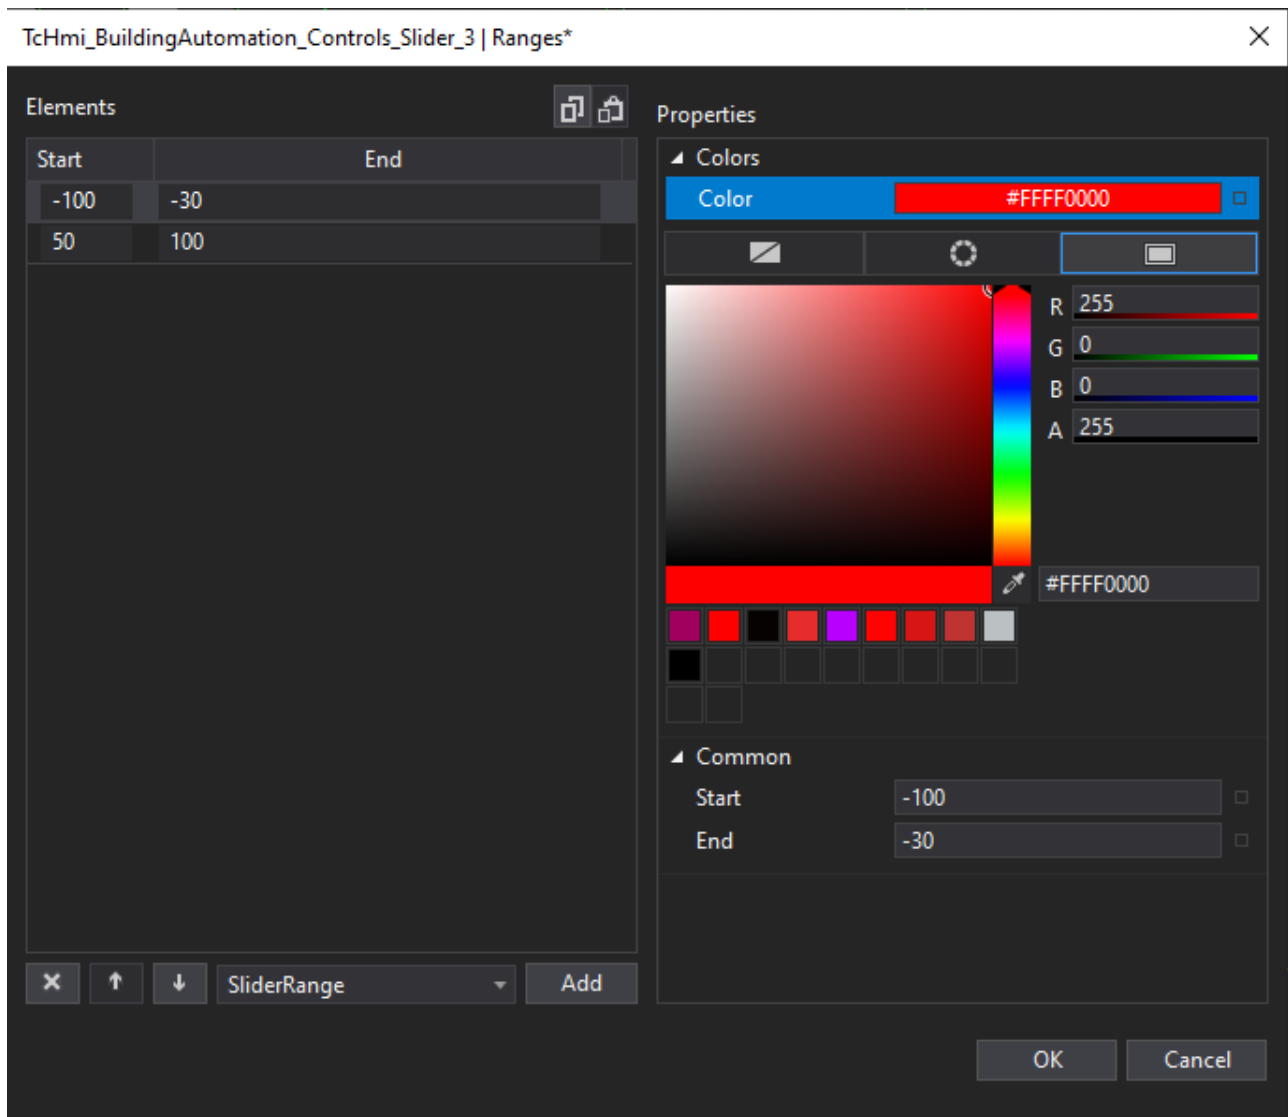 TcHmi_BuildingAutomation_Controls_Slider_3 | Ranges*
Elements
Start End
-100 -30
50 100
SliderRange Add
Properties
Colors
Color #FFFF0000
R 255
G 0
B 0
A 255
#FFFF0000
Common
Start -100
End -30
OK Cancel